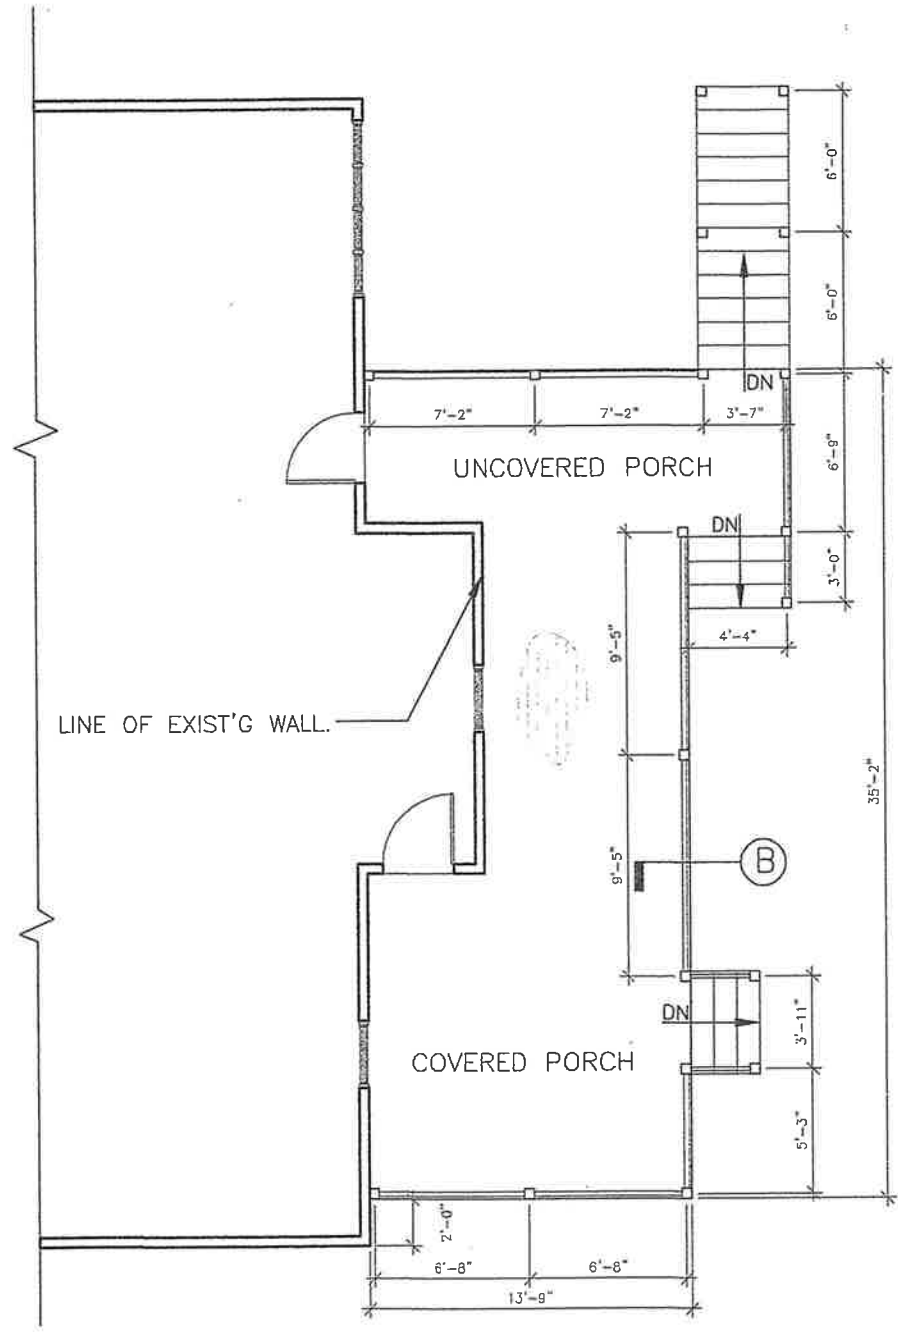 6'-0"
6'-0"
DN
7'-2"
7'-2"
3'-7"
6'-9"
UNCOVERED PORCH
DN
3'-0"
4'-4"
9'-5"
LINE OF EXIST'G WALL.
35'-2"
9'-5"
B
DN
3'-11"
COVERED PORCH
5'-3"
2'-0"
6'-8"
6'-8"
13'-9"